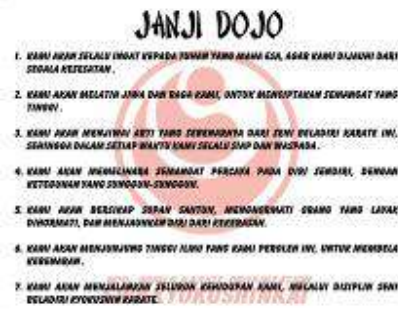 JANJI DOJO
1. KAMI AKAN SELALU INGAT KEPADA TUHAN YANG MAHA ESA, AGAR KAMI DIJAUHI DARI
SEGALA KESESATAN.
2. KAMI AKAN MELATIH JIWA DAN RAGA KAMI, UNTUK MENCIPTAKAN SEMANGAT YANG
TINGGI.
3. KAMI AKAN MENJIWAI ARTI YANG SEBENARNYA DARI SENI BELADIRI KARATE INI,
SEHINGGA DALAM SETIAP WAKTU KAMI SELALU SIAP DAN WASPADA.
4. KAMI AKAN MEMELIHARA SEMANGAT PERCAYA PADA DIRI SENDIRI, DENGAN
KETEGUHAN YANG SUNGGUH-SUNGGUH.
5. KAMI AKAN BERSIKAP SOPAN SANTUN, MENGHORMATI ORANG YANG LAYAK
DIHORMATI, DAN MENJAUHKAN DIRI DARI KEKERASAN.
6. KAMI AKAN MENJUNJUNG TINGGI ILMU YANG KAMI PEROLEH INI, UNTUK MEMBELA
KEBENARAN.
7. KAMI AKAN MENJALANKAN SELURUH KEHIDUPAN KAMI, MELALUI DISIPLIN SENI
BELADIRI KYOKUSHIN KARATE.
KYOKUSHINKAI